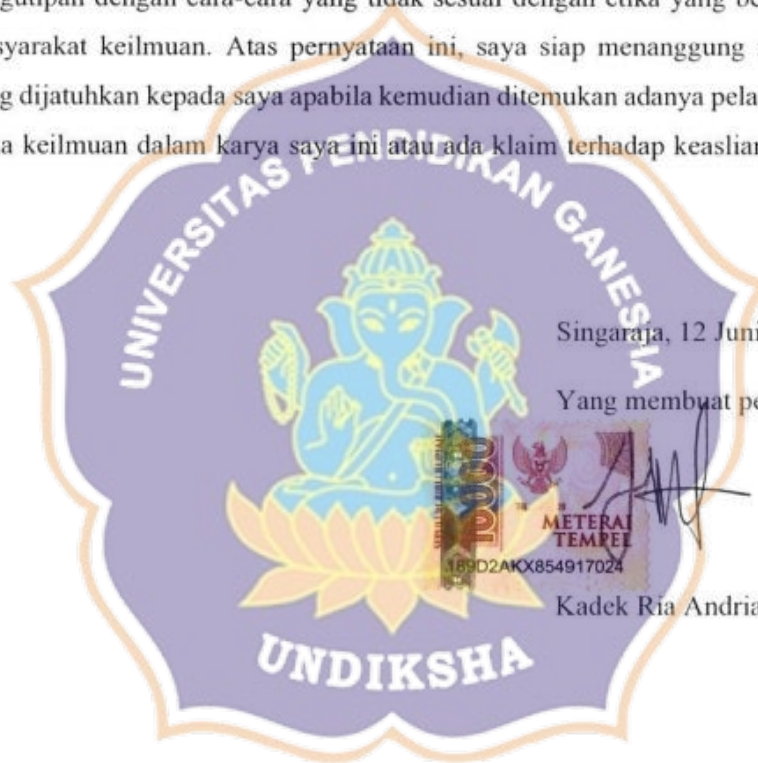 gutipan dengan cara-cara yang tidak sesuai dengan etika yang be
syarakat keilmuan. Atas pernyataan ini, saya siap menanggung
g dijatuhkan kepada saya apabila kemudian ditemukan adanya pela
a keilmuan dalam karya saya ini atau ada klaim terhadap keaslian
UNIVERSITAS PENDIDIKAN GANESHA
Singaraja, 12 Juni
Yang membuat pe
10000
METERAI
TEMPEL
189D2AKX854917024
Kadek Ria Andria
UNDIKSHA